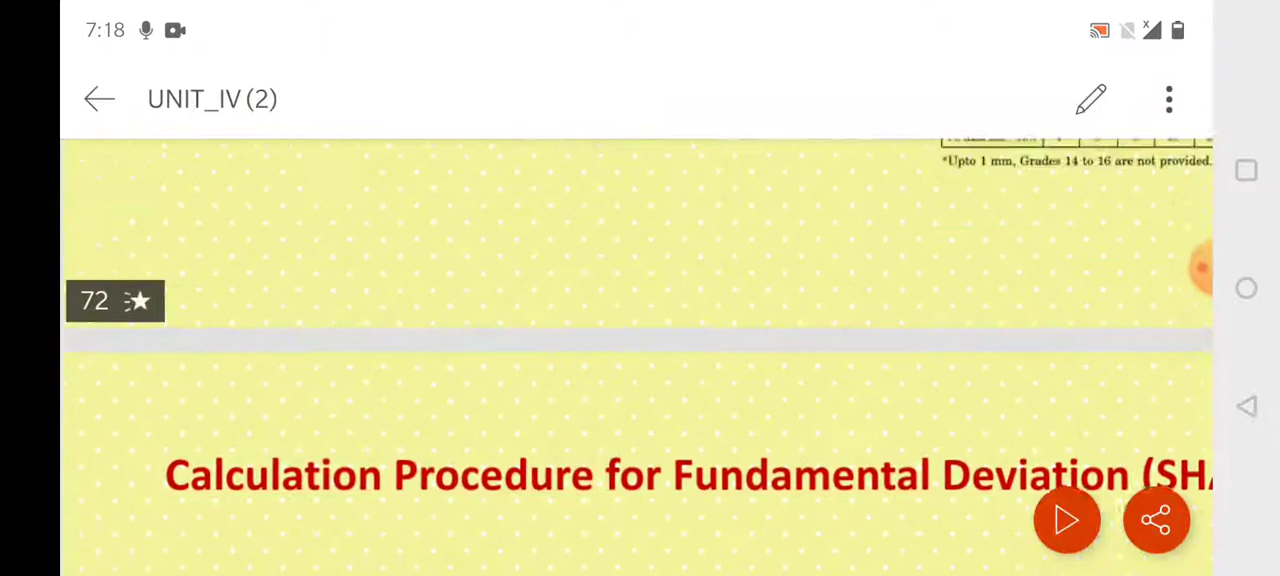 7:18
UNIT_IV (2)
*Upto 1 mm, Grades 14 to 16 are not provided.
72
Calculation Procedure for Fundamental Deviation (SHA